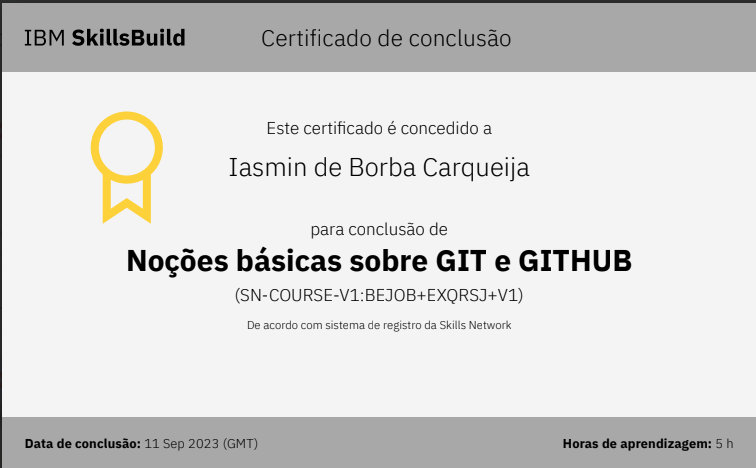 IBM SkillsBuild Certificado de conclusão
Este certificado é concedido a
Iasmin de Borba Carqueija
para conclusão de
Noções básicas sobre GIT e GITHUB
(SN-COURSE-V1:BEJOB+EXQRSJ+V1)
De acordo com sistema de registro da Skills Network
Data de conclusão: 11 Sep 2023 (GMT) Horas de aprendizagem: 5 h